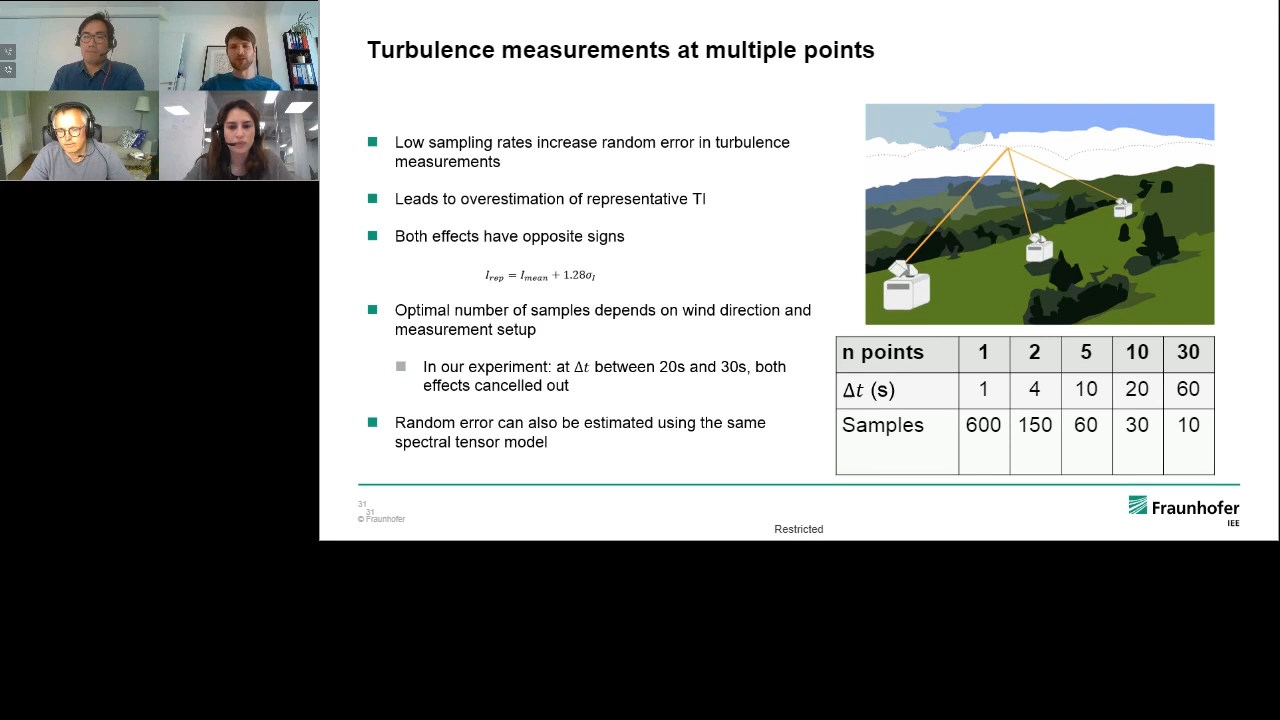 Turbulence measurements at multiple points
Low sampling rates increase random error in turbulence
measurements
Leads to overestimation of representative TI
Both effects have opposite signs
I_rep = I_mean + 1.28σ_I
Optimal number of samples depends on wind direction and
measurement setup
In our experiment: at Δt between 20s and 30s, both
effects cancelled out
Random error can also be estimated using the same
spectral tensor model
n points 1 2 5 10 30
Δt (s) 1 4 10 20 60
Samples 600 150 60 30 10
31
31
© Fraunhofer
Restricted
Fraunhofer
IEE